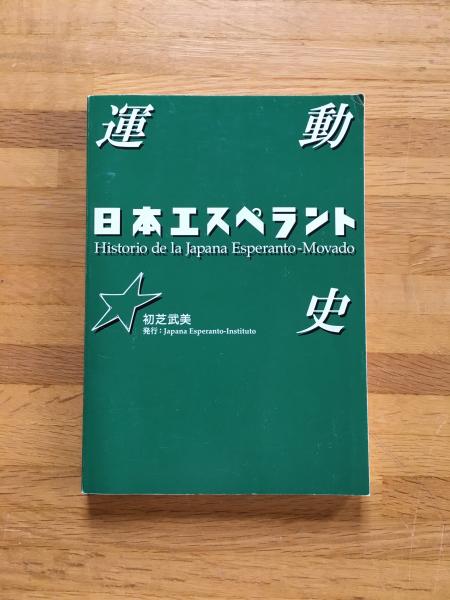 運動
日本エスペラント
Historio de la Japana Esperanto-Movado
史
初芝武美
発行：Japana Esperanto-Instituto